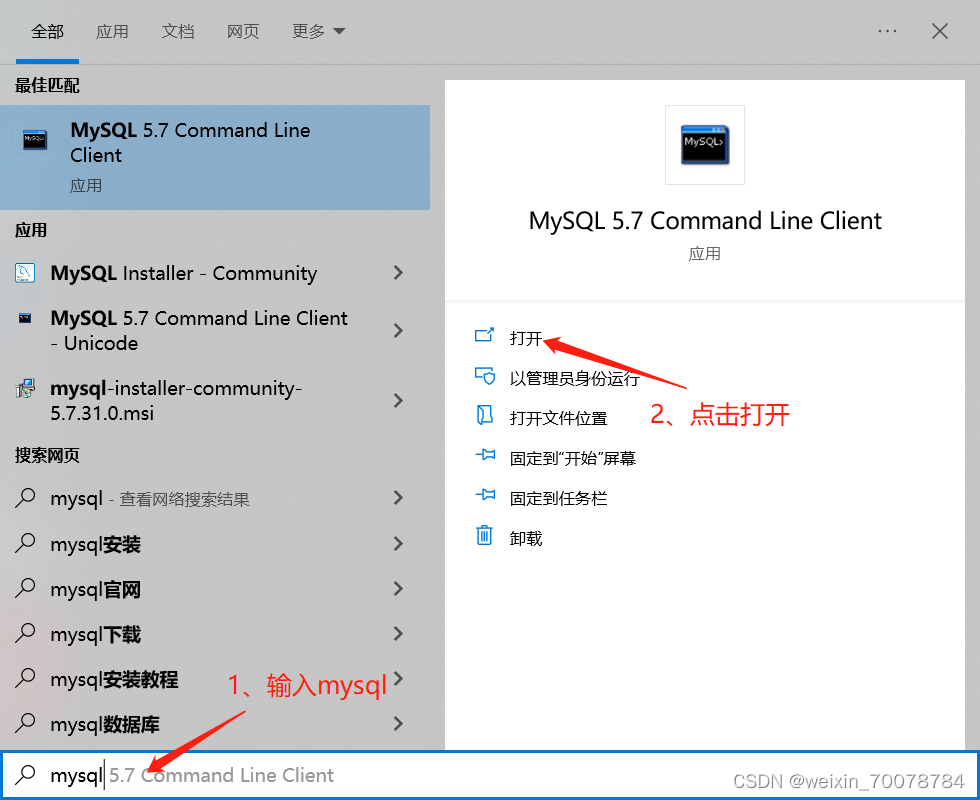 全部 应用 文档 网页 更多
最佳匹配
MySQL 5.7 Command Line
Client
应用
应用
MySQL Installer - Community
MySQL 5.7 Command Line Client
- Unicode
mysql-installer-community-
5.7.31.0.msi
搜索网页
mysql - 查看网络搜索结果
mysql安装
mysql官网
mysql下载
mysql安装教程
mysql数据库
1、输入mysql
mysql 5.7 Command Line Client
MySQL>
MySQL 5.7 Command Line Client
应用
打开
以管理员身份运行
2、点击打开
打开文件位置
固定到“开始”屏幕
固定到任务栏
卸载
CSDN @weixin_70078784